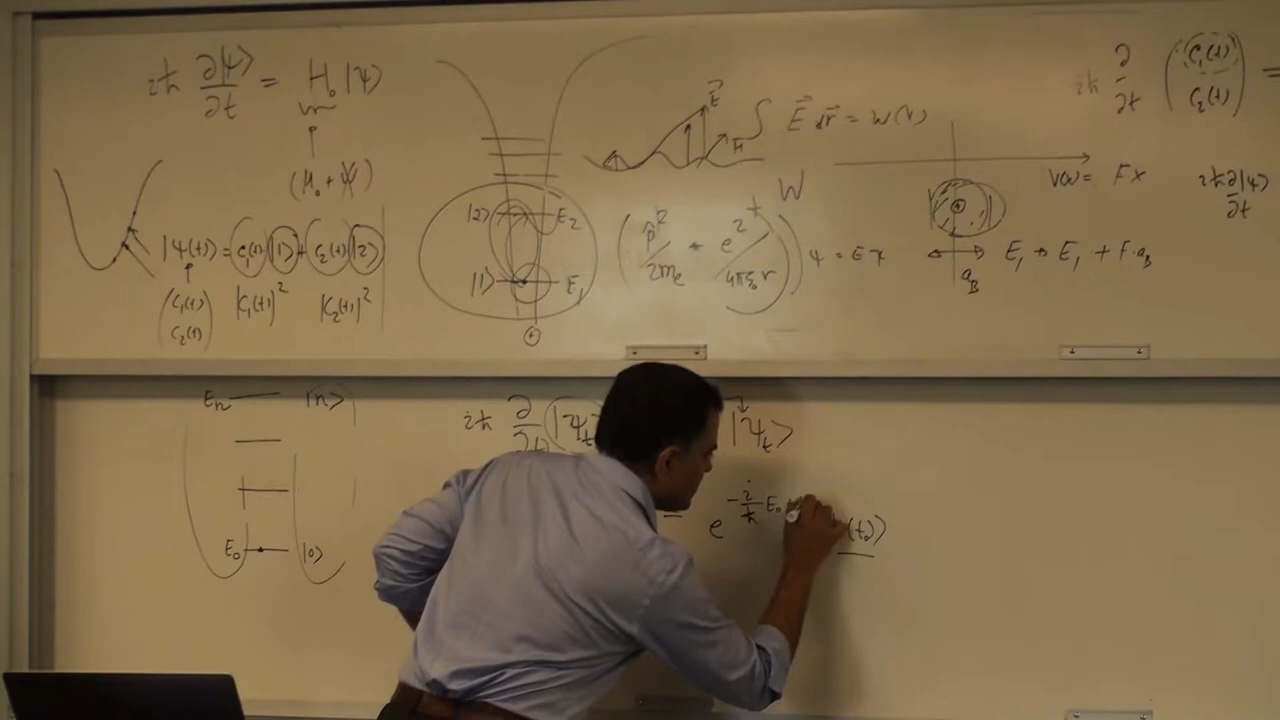 iħ ∂|ψ⟩/∂t = H₀|ψ⟩
(H₀ + W)
|ψ(t)⟩ = c₁(t)|1⟩ + c₂(t)|2⟩
(c₁(t) c₂(t))
|c₁(t)|² |c₂(t)|²
|2⟩ E₂
|1⟩ E₁
+
E⃗
∫ E⃗ dr⃗ = W(r)
W
(p̂²/2mₑ + e²/4πε₀r) ψ = Eψ
V(x) = Fx
a_B
E₁ → E₁ + F·a_B
iħ ∂/∂t (c₁(t) c₂(t)) =
iħ ∂|ψ⟩/∂t
Eₙ |n⟩
E₀ |0⟩
iħ ∂/∂t |ψₜ
|ψₜ⟩
e^(-i/ħ E₀
(t₀)⟩